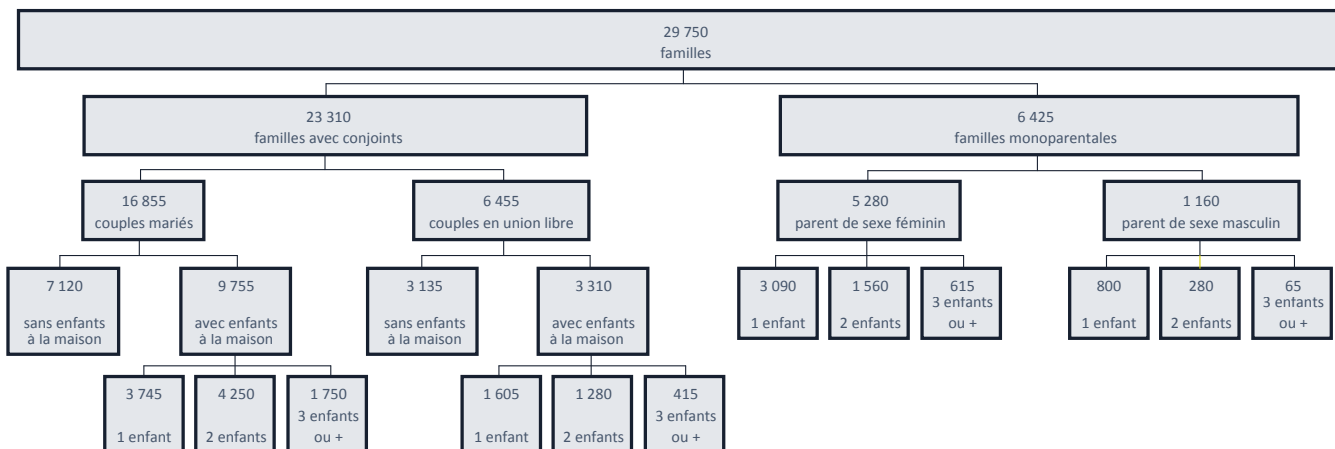 29 750
familles
23 310
familles avec conjoints
6 425
familles monoparentales
16 855
couples mariés
6 455
couples en union libre
5 280
parent de sexe féminin
1 160
parent de sexe masculin
7 120
sans enfants
à la maison
9 755
avec enfants
à la maison
3 135
sans enfants
à la maison
3 310
avec enfants
à la maison
3 090
1 enfant
1 560
2 enfants
615
3 enfants
ou +
800
1 enfant
280
2 enfants
65
3 enfants
ou +
3 745
1 enfant
4 250
2 enfants
1 750
3 enfants
ou +
1 605
1 enfant
1 280
2 enfants
415
3 enfants
ou +